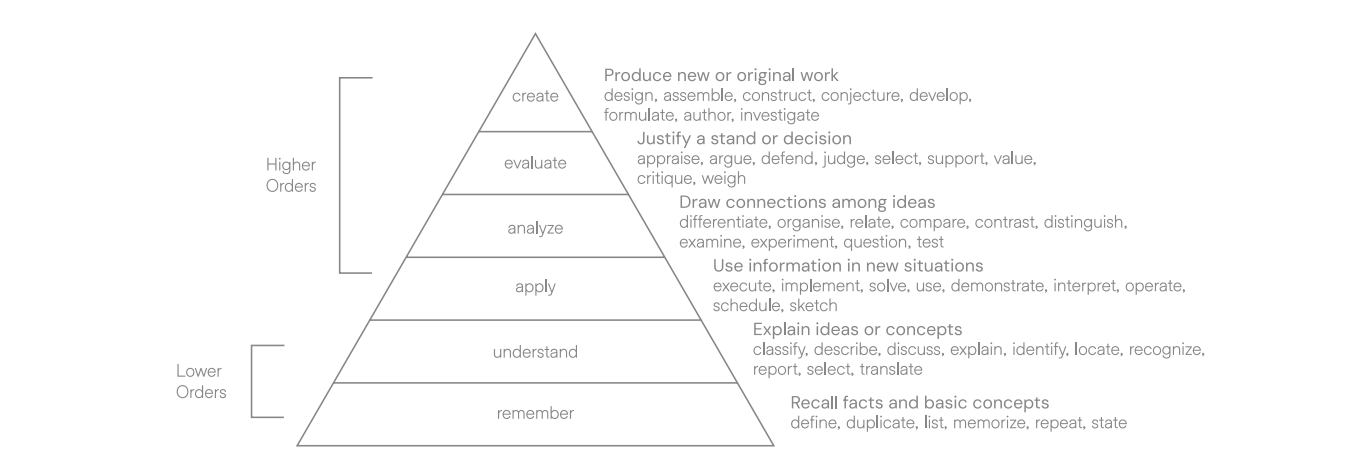 Produce new or original work
create
design, assemble, construct, conjecture, develop,
formulate, author, investigate
Justify a stand or decision
evaluate
appraise, argue, defend, judge, select, support, value,
critique, weigh
Higher
Orders
Draw connections among ideas
analyze
differentiate, organise, relate, compare, contrast, distinguish,
examine, experiment, question, test
Use information in new situations
apply
execute, implement, solve, use, demonstrate, interpret, operate,
schedule, sketch
Explain ideas or concepts
understand
classify, describe, discuss, explain, identify, locate, recognize,
report, select, translate
Lower
Orders
Recall facts and basic concepts
remember
define, duplicate, list, memorize, repeat, state